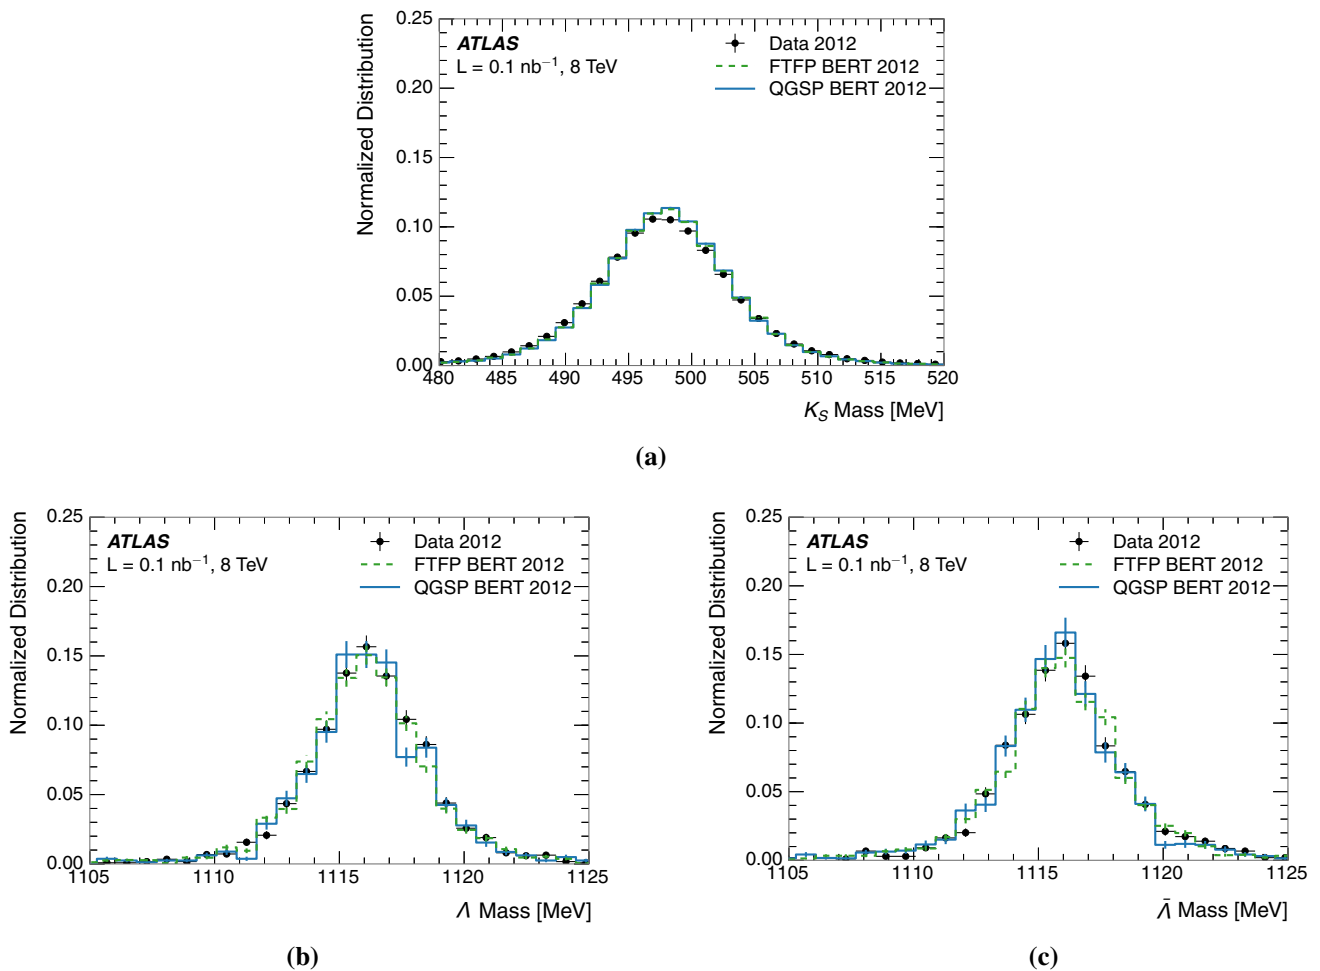 0.25
0.20
0.15
0.10
0.05
0.00
Normalized Distribution
ATLAS
L = 0.1 nb⁻¹, 8 TeV
Data 2012
FTFP BERT 2012
QGSP BERT 2012
480 485 490 495 500 505 510 515 520
K_S Mass [MeV]
(a)
0.25
0.20
0.15
0.10
0.05
0.00
Normalized Distribution
ATLAS
L = 0.1 nb⁻¹, 8 TeV
Data 2012
FTFP BERT 2012
QGSP BERT 2012
1105 1110 1115 1120 1125
Λ Mass [MeV]
(b)
0.25
0.20
0.15
0.10
0.05
0.00
Normalized Distribution
ATLAS
L = 0.1 nb⁻¹, 8 TeV
Data 2012
FTFP BERT 2012
QGSP BERT 2012
1105 1110 1115 1120 1125
Λ̄ Mass [MeV]
(c)